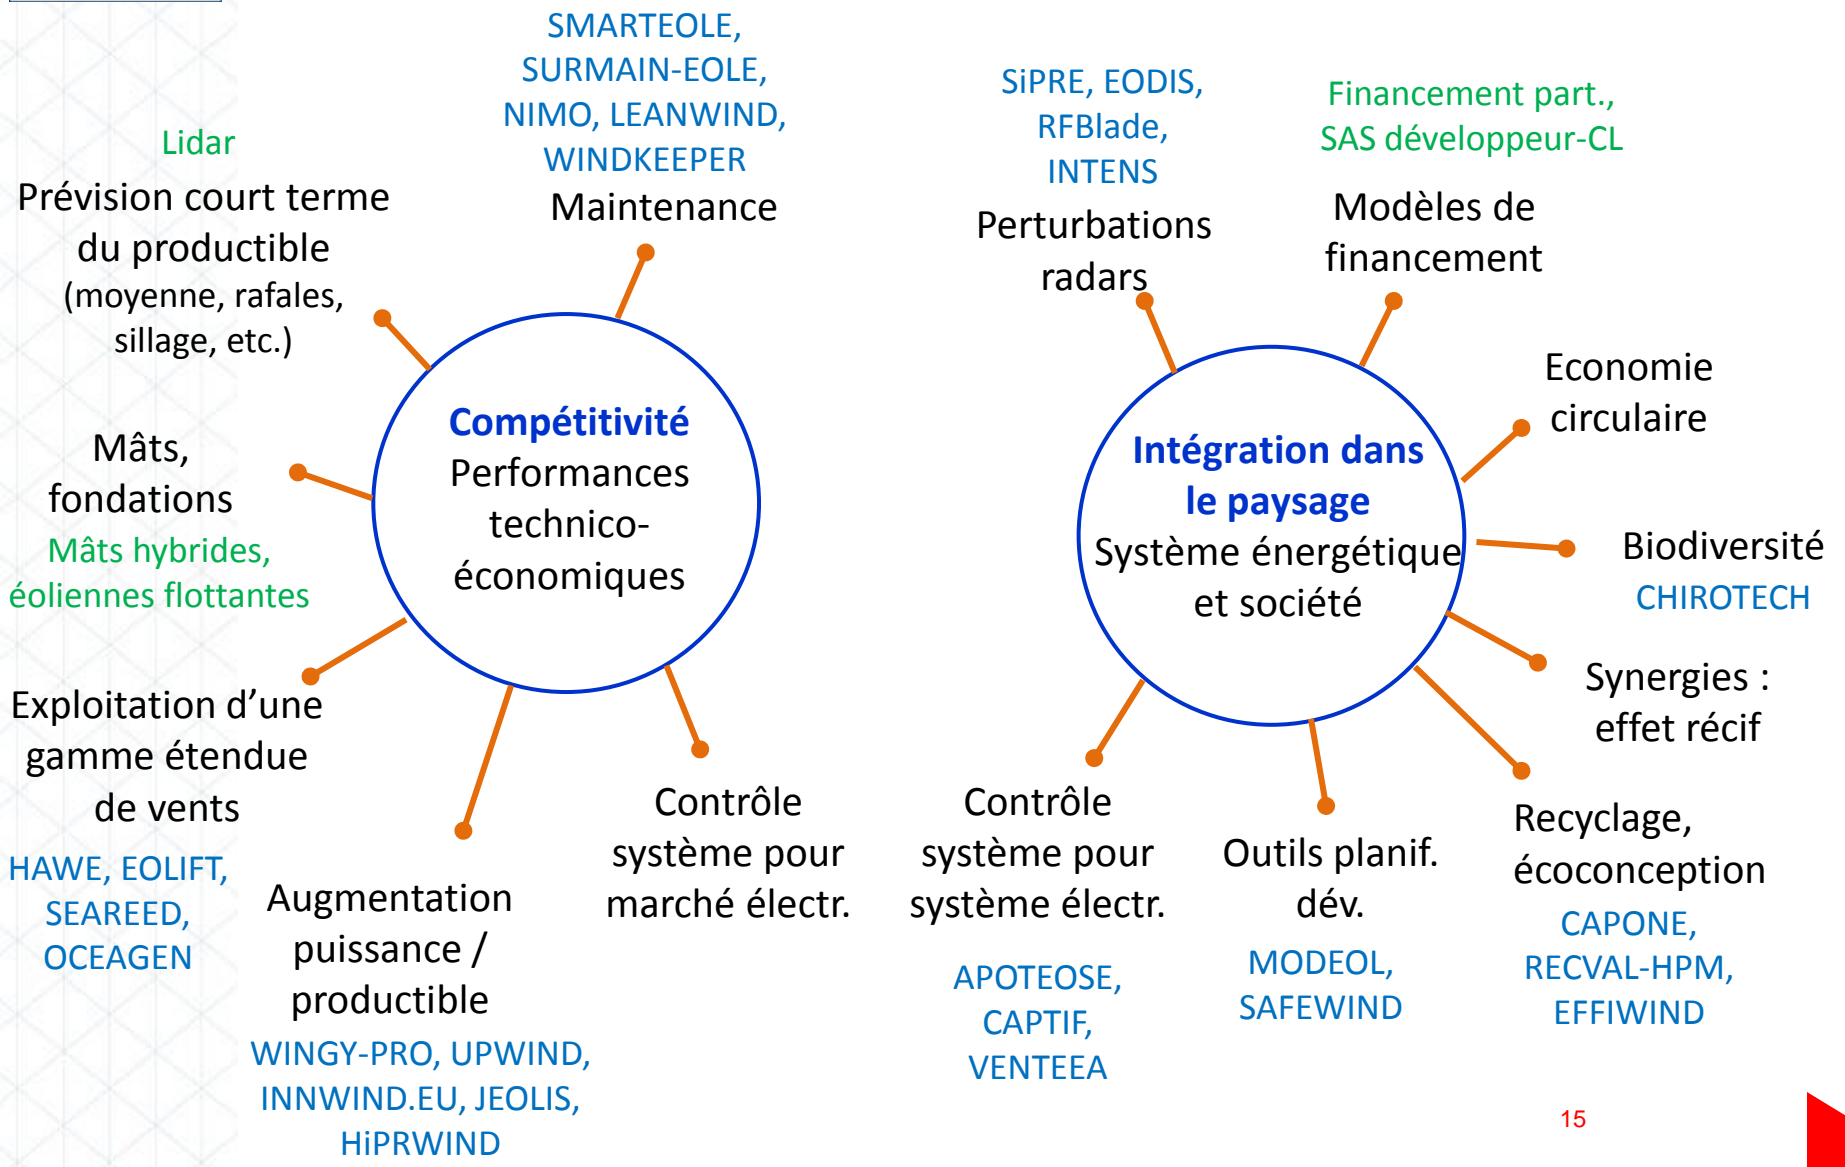 SMARTEOLE,
SURMAIN-EOLE,
NIMO, LEANWIND,
WINDKEEPER
Maintenance
Lidar
Prévision court terme
du productible
(moyenne, rafales,
sillage, etc.)
Mâts,
fondations
Mâts hybrides,
éoliennes flottantes
Compétitivité
Performances
technico-
économiques
Exploitation d’une
gamme étendue
de vents
HAWE, EOLIFT,
SEAREED,
OCEAGEN
Augmentation
puissance /
productible
WINGY-PRO, UPWIND,
INNWIND.EU, JEOLIS,
HiPRWIND
Contrôle
système pour
marché électr.
SiPRE, EODIS,
RFBlade,
INTENS
Perturbations
radars
Financement part.,
SAS développeur-CL
Modèles de
financement
Economie
circulaire
Intégration dans
le paysage
Système énergétique
et société
Biodiversité
CHIROTECH
Synergies :
effet récif
Recyclage,
écoconception
CAPONE,
RECVAL-HPM,
EFFIWIND
Outils planif.
dév.
MODEOL,
SAFEWIND
Contrôle
système pour
système électr.
APOTEOSE,
CAPTIF,
VENTEEA
15